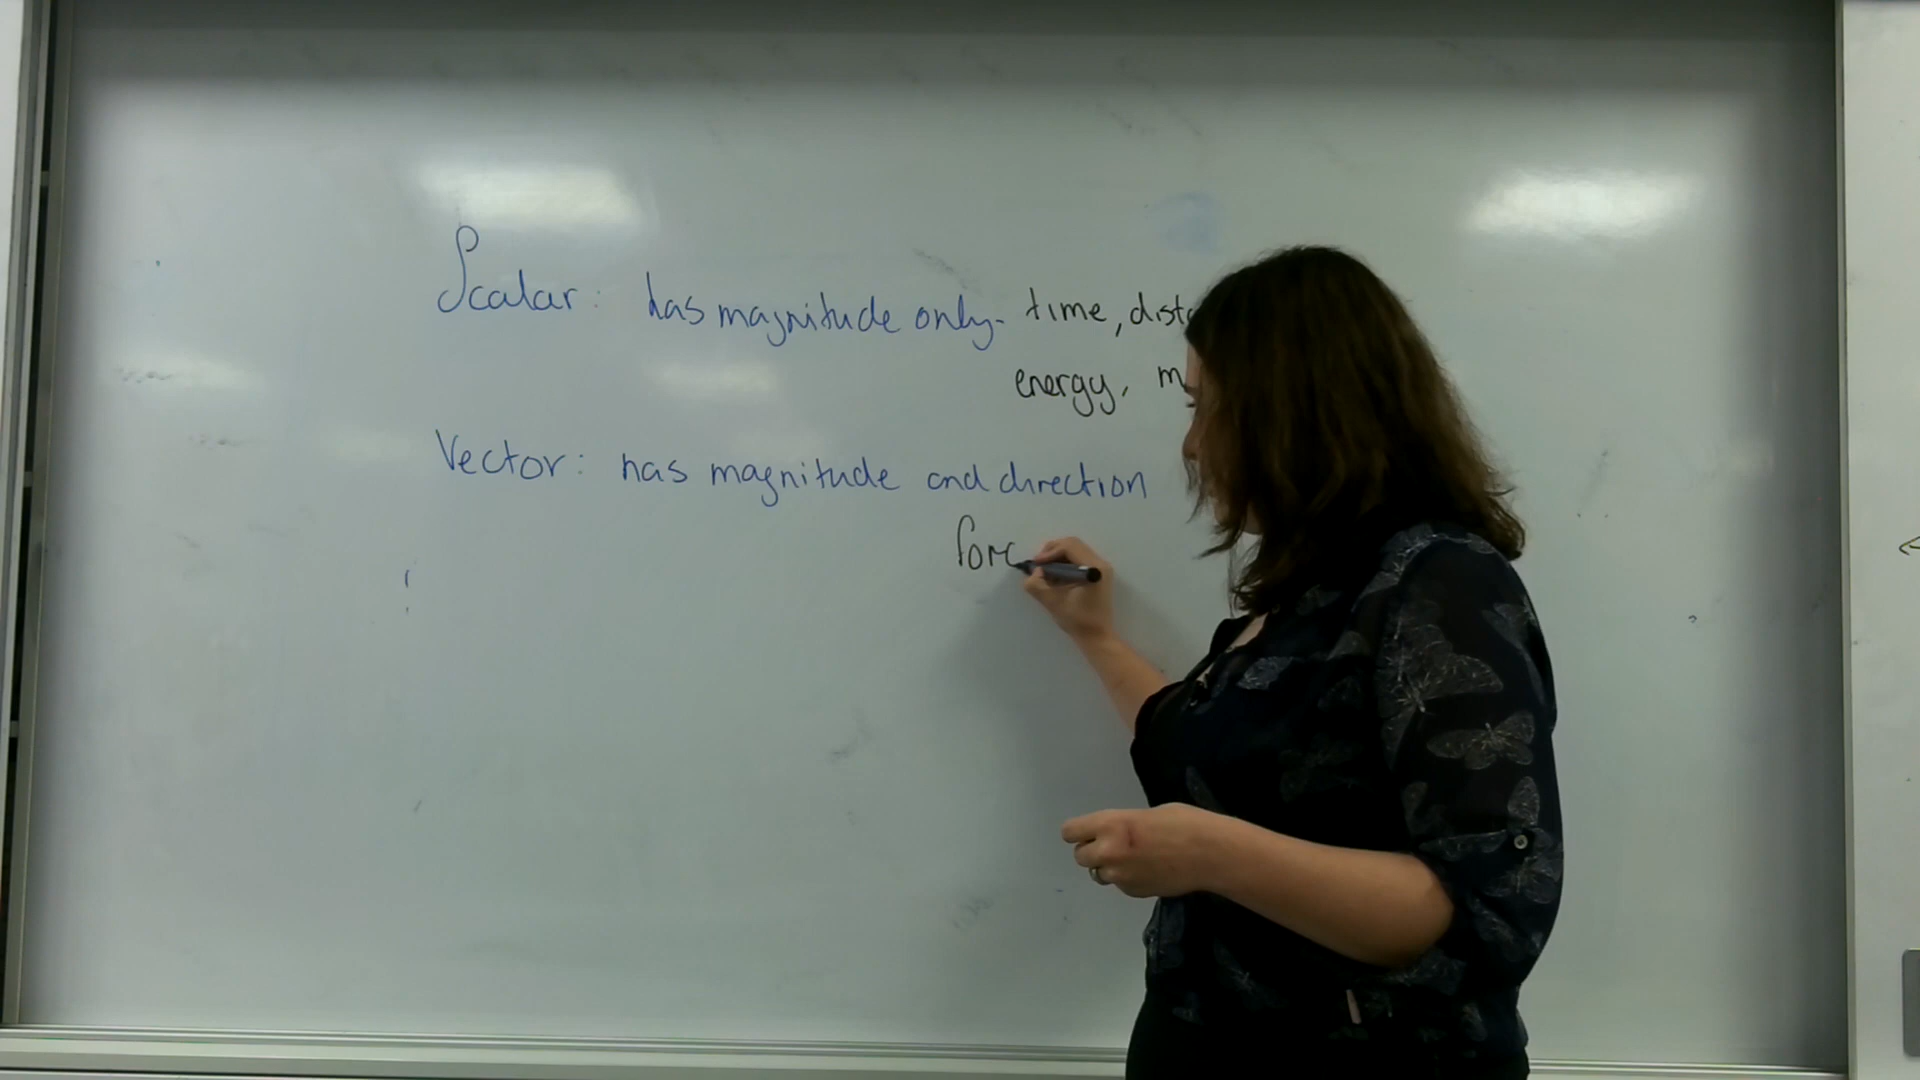 Scalar: has magnitude only - time, dist
energy, m
Vector: has magnitude and direction
forc